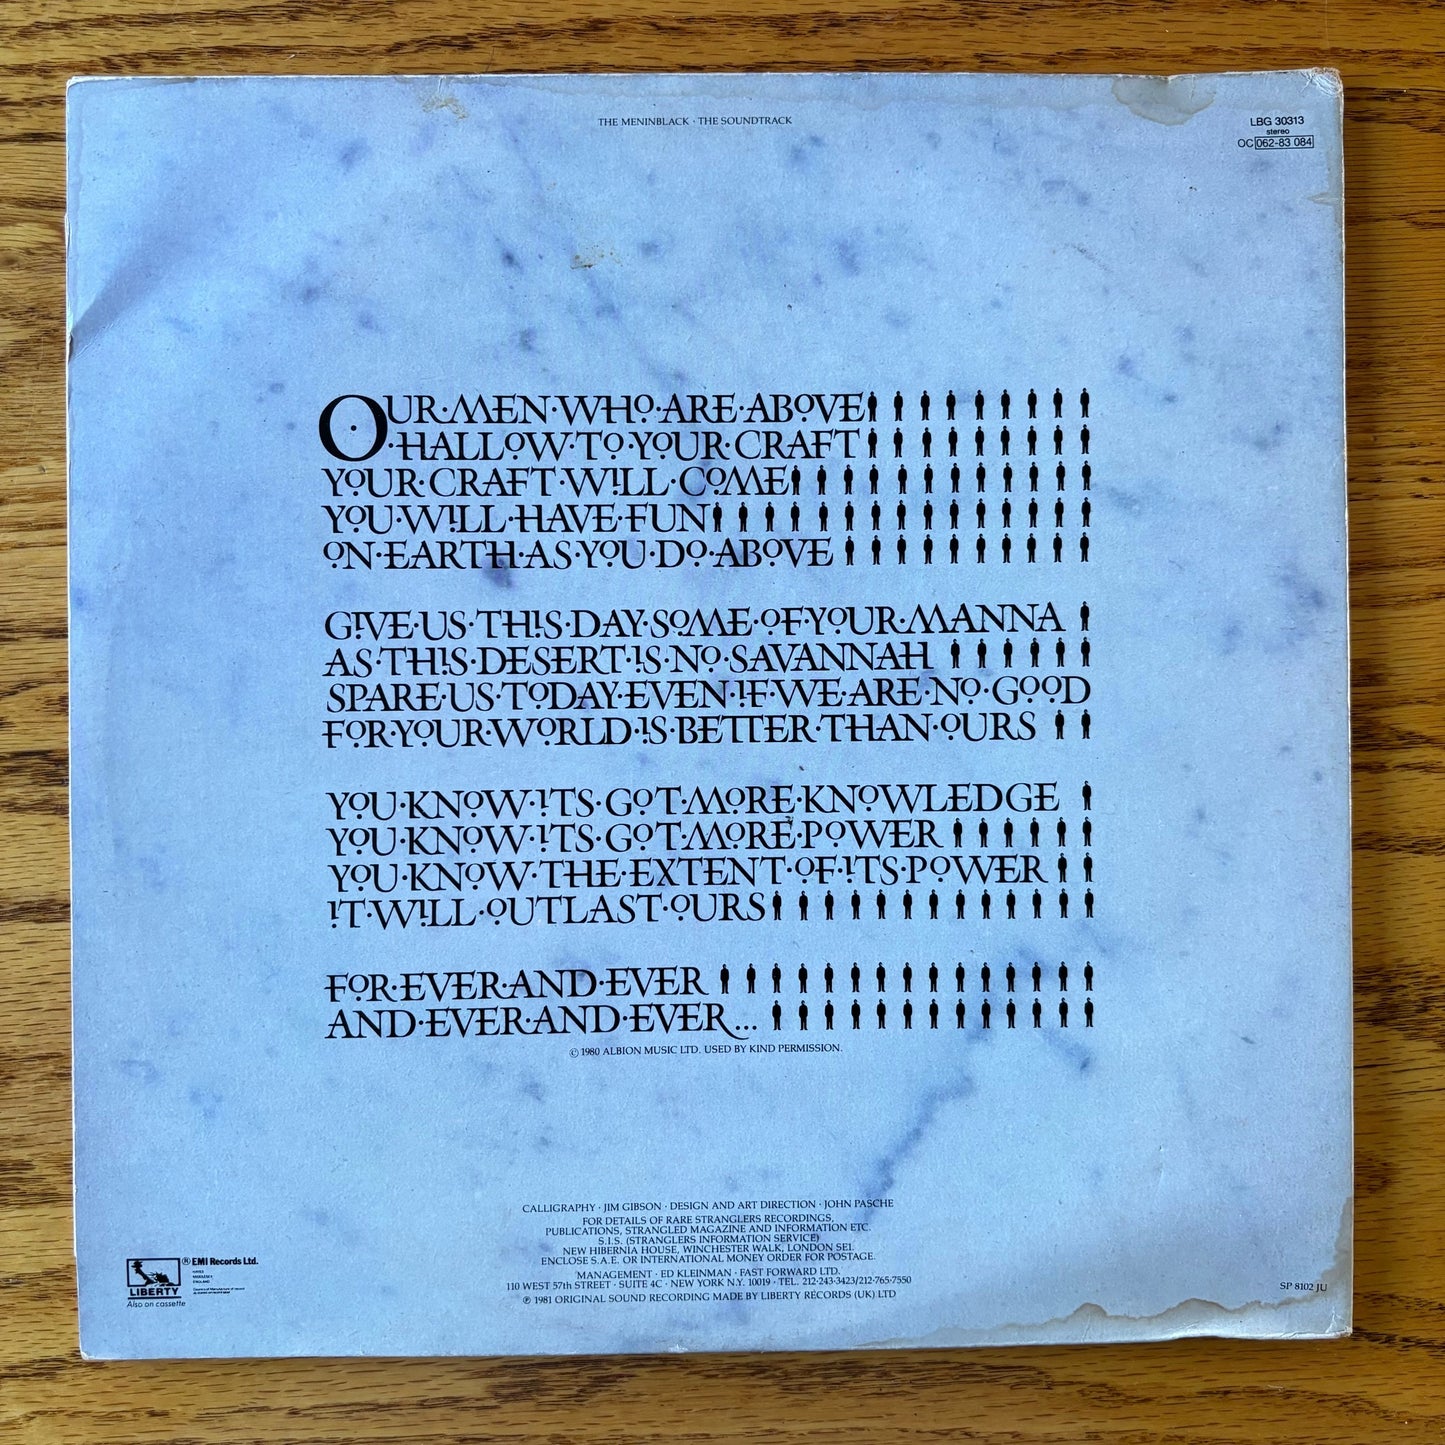 THE MENINBLACK · THE SOUNDTRACK
LBG 30313
stereo
OC 062-83 084
OUR·MEN·WHO·ARE·ABOVE
·HALLOW·TO·YOUR·CRAFT
YOUR·CRAFT·WILL·COME
YOU·WILL·HAVE·FUN
ON·EARTH·AS·YOU·DO·ABOVE
GIVE·US·THIS·DAY·SOME·OF·YOUR·MANNA
AS·THIS·DESERT·IS·NO·SAVANNAH
SPARE·US·TODAY·EVEN·IF·WE·ARE·NO·GOOD
FOR·YOUR·WORLD·IS·BETTER·THAN·OURS
YOU·KNOW·ITS·GOT·MORE·KNOWLEDGE
YOU·KNOW·ITS·GOT·MORE·POWER
YOU·KNOW·THE·EXTENT·OF·ITS·POWER
IT·WILL·OUTLAST·OURS
FOR·EVER·AND·EVER
AND·EVER·AND·EVER...
© 1980 ALBION MUSIC LTD. USED BY KIND PERMISSION.
CALLIGRAPHY · JIM GIBSON · DESIGN AND ART DIRECTION · JOHN PASCHE
FOR DETAILS OF RARE STRANGLERS RECORDINGS,
PUBLICATIONS, STRANGLED MAGAZINE AND INFORMATION ETC.
S.I.S. (STRANGLERS INFORMATION SERVICE)
NEW HIBERNIA HOUSE, WINCHESTER WALK, LONDON SE1.
ENCLOSE S.A.E. OR INTERNATIONAL MONEY ORDER FOR POSTAGE.
MANAGEMENT · ED KLEINMAN · FAST FORWARD LTD.
110 WEST 57th STREET · SUITE 4C · NEW YORK N.Y. 10019 · TEL. 212-243-3423/212-765-7550
℗ 1981 ORIGINAL SOUND RECORDING MADE BY LIBERTY RECORDS (UK) LTD
® EMI Records Ltd.
HAYES
MIDDLESEX
ENGLAND
LIBERTY
Also on cassette
SP 8102 JU